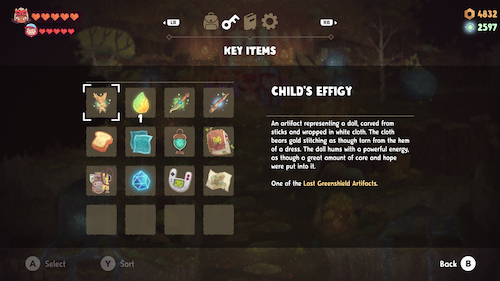 LB
RB
4832
2597
KEY ITEMS
1
CHILD'S EFFIGY
An artifact representing a doll, carved from
sticks and wrapped in white cloth. The cloth
bears gold stitching as though torn from the hem
of a dress. The doll hums with a powerful energy,
as though a great amount of care and hope
were put into it.
One of the Lost Greenshield Artifacts.
A Select
Y Sort
Back B